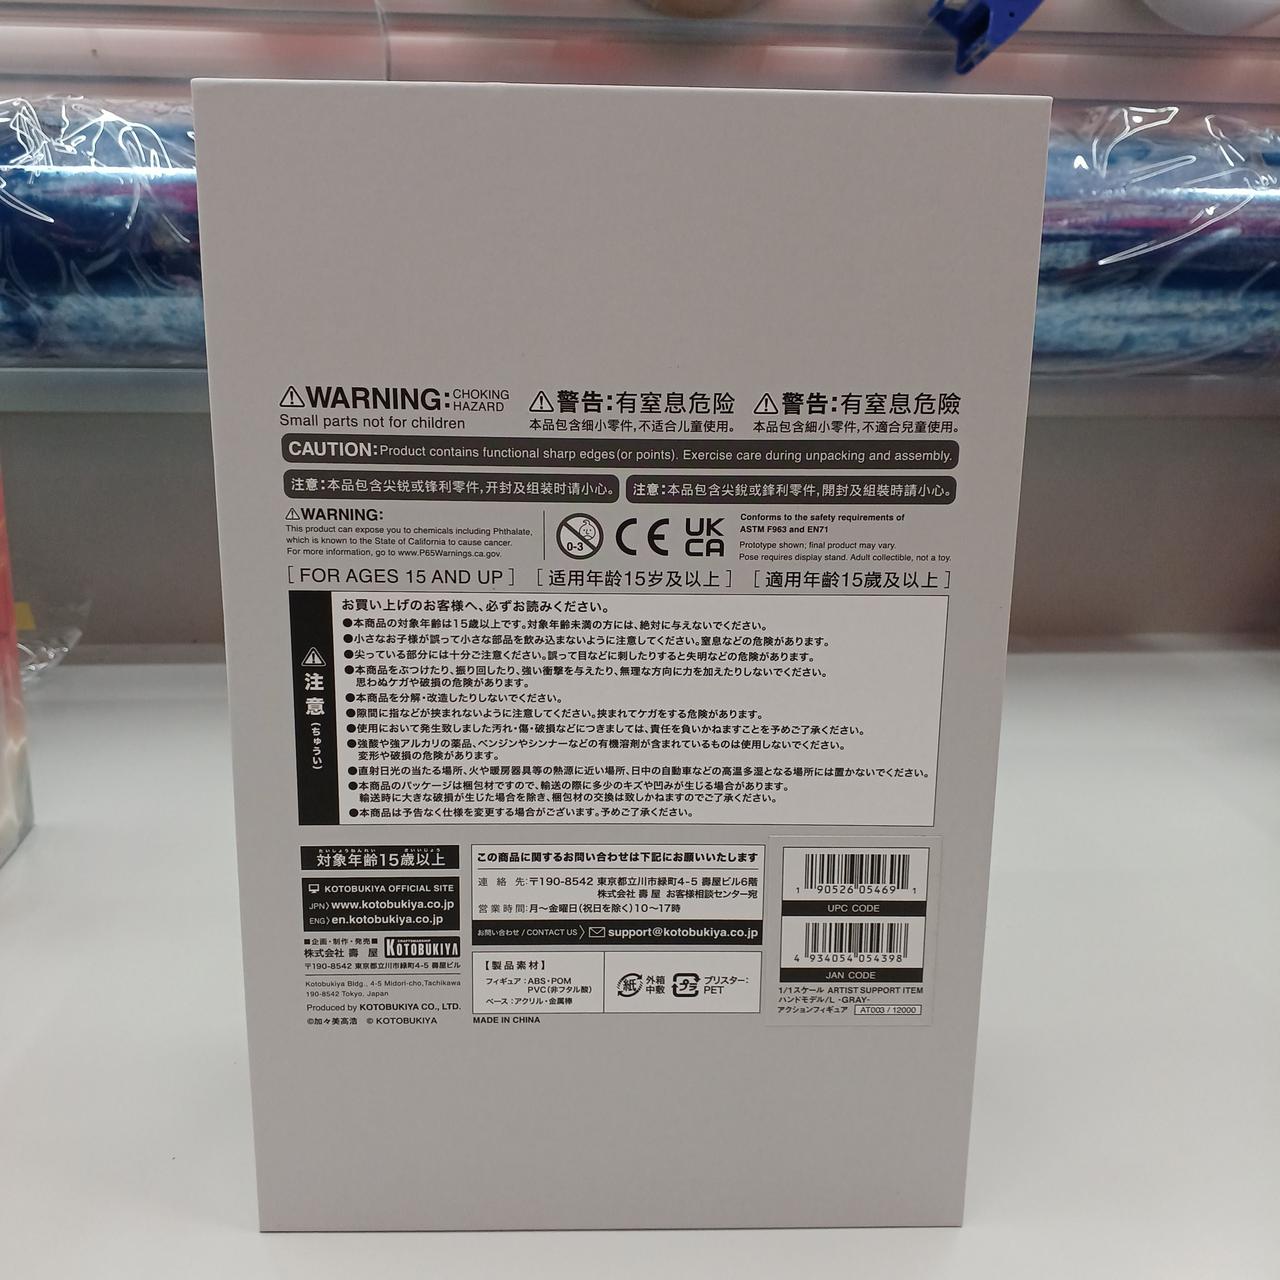 ⚠WARNING: CHOKING HAZARD
Small parts not for children
⚠警告:有窒息危险
本品包含细小零件,不适合儿童使用。
⚠警告:有窒息危險
本品包含細小零件,不適合兒童使用。
CAUTION: Product contains functional sharp edges (or points). Exercise care during unpacking and assembly.
注意:本品包含尖锐或锋利零件,开封及组装时请小心。
注意:本品包含尖銳或鋒利零件,開封及組裝時請小心。
⚠WARNING:
This product can expose you to chemicals including Phthalate,
which is known to the State of California to cause cancer.
For more information, go to www.P65Warnings.ca.gov.
0-3
CE
UK
CA
Conforms to the safety requirements of
ASTM F963 and EN71
Prototype shown; final product may vary.
Pose requires display stand. Adult collectible, not a toy.
[ FOR AGES 15 AND UP ]
[ 适用年龄15岁及以上 ]
[ 適用年齡15歲及以上 ]
⚠注意(ちゅうい)
お買い上げのお客様へ、必ずお読みください。
●本商品の対象年齢は15歳以上です。対象年齢未満の方には、絶対に与えないでください。
●小さなお子様が誤って小さな部品を飲み込まないように注意してください。窒息などの危険があります。
●尖っている部分には十分ご注意ください。誤って目などに刺したりすると失明などの危険があります。
●本商品をぶつけたり、振り回したり、強い衝撃を与えたり、無理な方向に力を加えたりしないでください。
思わぬケガや破損の危険があります。
●本商品を分解・改造したりしないでください。
●隙間に指などが挟まれないように注意してください。挟まれてケガをする危険があります。
●使用において発生致しました汚れ・傷・破損などにつきましては、責任を負いかねますことを予めご了承ください。
●強酸や強アルカリの薬品、ベンジンやシンナーなどの有機溶剤が含まれているものは使用しないでください。
変形や破損の危険があります。
●直射日光の当たる場所、火や暖房器具等の熱源に近い場所、日中の自動車などの高温多湿となる場所には置かないでください。
●本商品のパッケージは梱包材ですので、輸送の際に多少のキズや凹みが生じる場合があります。
輸送時に大きな破損が生じた場合を除き、梱包材の交換は致しかねますのでご了承ください。
●本商品は予告なく仕様を変更する場合がございます。予めご了承ください。
たいしょうねんれい さいいじょう
対象年齢15歳以上
KOTOBUKIYA OFFICIAL SITE
JPN〉www.kotobukiya.co.jp
ENG〉en.kotobukiya.co.jp
■企画・制作・発売■
株式会社 壽 屋
CRAFTSMANSHIP
KOTOBUKIYA
〒190-8542 東京都立川市緑町4-5 壽屋ビル
Kotobukiya Bldg., 4-5 Midori-cho,Tachikawa
190-8542 Tokyo, Japan
Produced by KOTOBUKIYA CO., LTD.
©加々美高浩 © KOTOBUKIYA
この商品に関するお問い合わせは下記にお願いいたします
連 絡 先:〒190-8542 東京都立川市緑町4-5 壽屋ビル6階
株式会社 壽 屋 お客様相談センター宛
営業時間:月〜金曜日(祝日を除く)10〜17時
お問い合わせ / CONTACT US 〉support@kotobukiya.co.jp
【製品素材】
フィギュア:ABS・POM
PVC(非フタル酸)
ベース:アクリル・金属棒
紙
外箱
中敷
プラ
ブリスター:
PET
MADE IN CHINA
1 90526 05469 1
UPC CODE
4 934054 054398
JAN CODE
1/1スケール ARTIST SUPPORT ITEM
ハンドモデル/L -GRAY-
アクションフィギュア AT003 / 12000